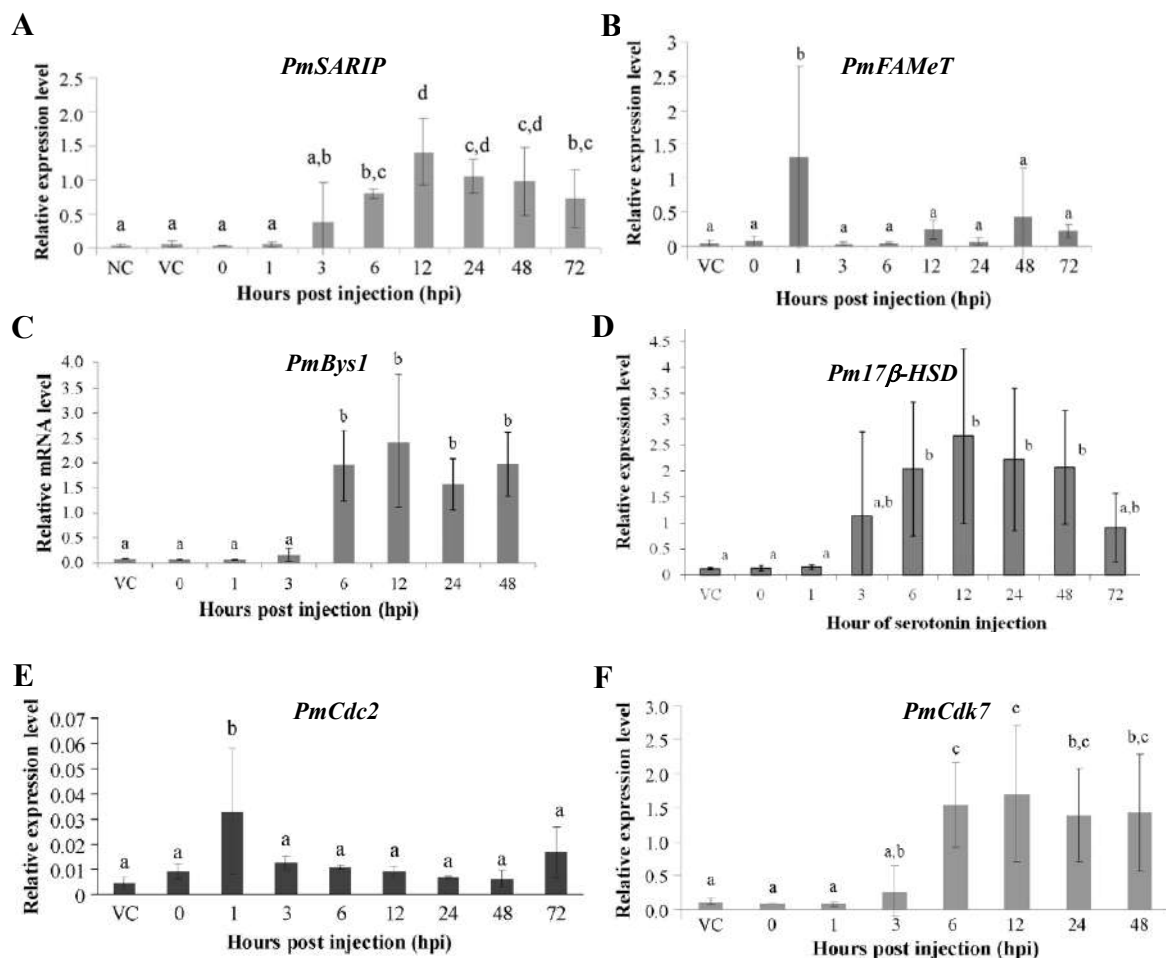 A
PmSARIP
Relative expression level
2.5
2.0
1.5
1.0
0.5
0
a a a a a,b b,c d c,d c,d b,c
NC VC 0 1 3 6 12 24 48 72
Hours post injection (hpi)
B
PmFAMeT
Relative expression level
3
2.5
2
1.5
1
0.5
0
a a b a a a a a a
VC 0 1 3 6 12 24 48 72
Hours post injection (hpi)
C
PmBys1
Relative mRNA level
4.0
3.5
3.0
2.5
2.0
1.5
1.0
0.5
0.0
a a a a b b b b
VC 0 1 3 6 12 24 48
Hours post injection (hpi)
D
Pm17β-HSD
Relative expression level
4.5
4
3.5
3
2.5
2
1.5
1
0.5
0
a a a a,b b b b b a,b
VC 0 1 3 6 12 24 48 72
Hour of serotonin injection
E
PmCdc2
Relative expression level
0.07
0.06
0.05
0.04
0.03
0.02
0.01
0
a a b a a a a a a
VC 0 1 3 6 12 24 48 72
Hours post injection (hpi)
F
PmCdk7
Relative expression level
3.0
2.5
2.0
1.5
1.0
0.5
0.0
a a a a,b c c b,c b,c
VC 0 1 3 6 12 24 48
Hours post injection (hpi)